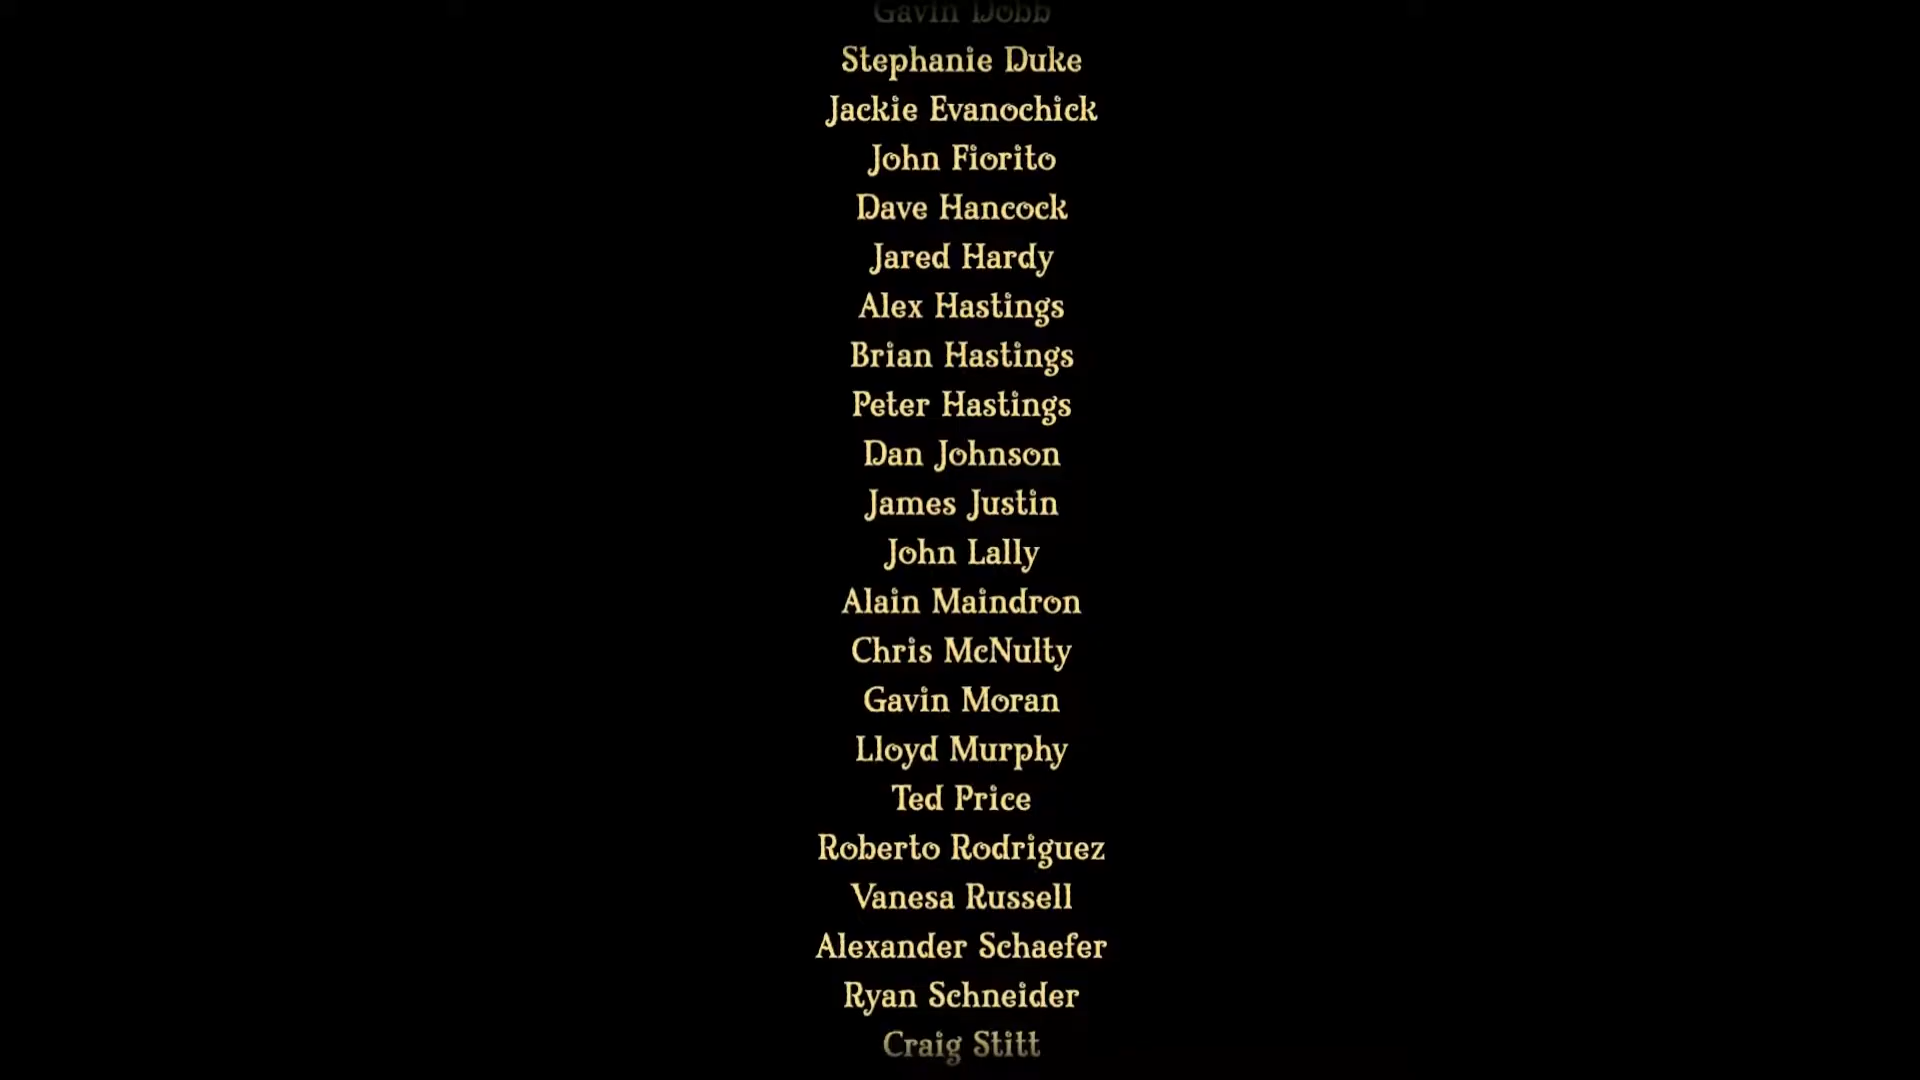 Gavin Dobb
Stephanie Duke
Jackie Evanochick
John Fiorito
Dave Hancock
Jared Hardy
Alex Hastings
Brian Hastings
Peter Hastings
Dan Johnson
James Justin
John Lally
Alain Maindron
Chris McNulty
Gavin Moran
Lloyd Murphy
Ted Price
Roberto Rodriguez
Vanesa Russell
Alexander Schaefer
Ryan Schneider
Craig Stitt